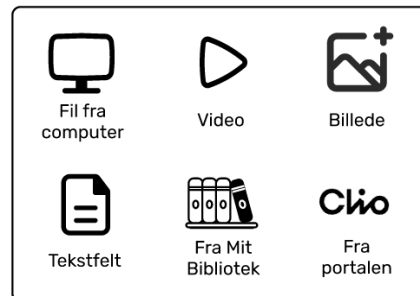 Fil fra
computer
Video
Billede
Tekstfelt
Fra Mit
Bibliotek
Clio
Fra
portalen